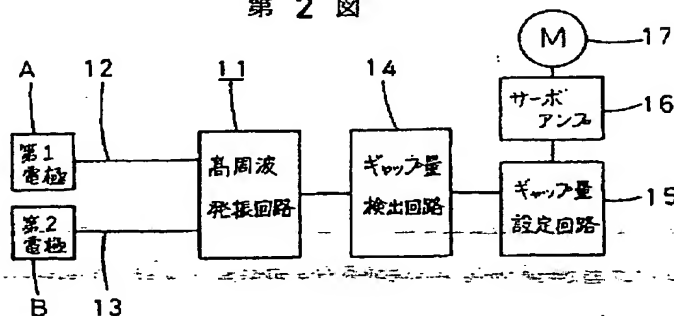 第2図
M
17
サーボ
アンプ
16
A
12
11
14
第1
電極
高周波
発振回路
ギャップ量
検出回路
ギャップ量
設定回路
15
第2
電極
B
13